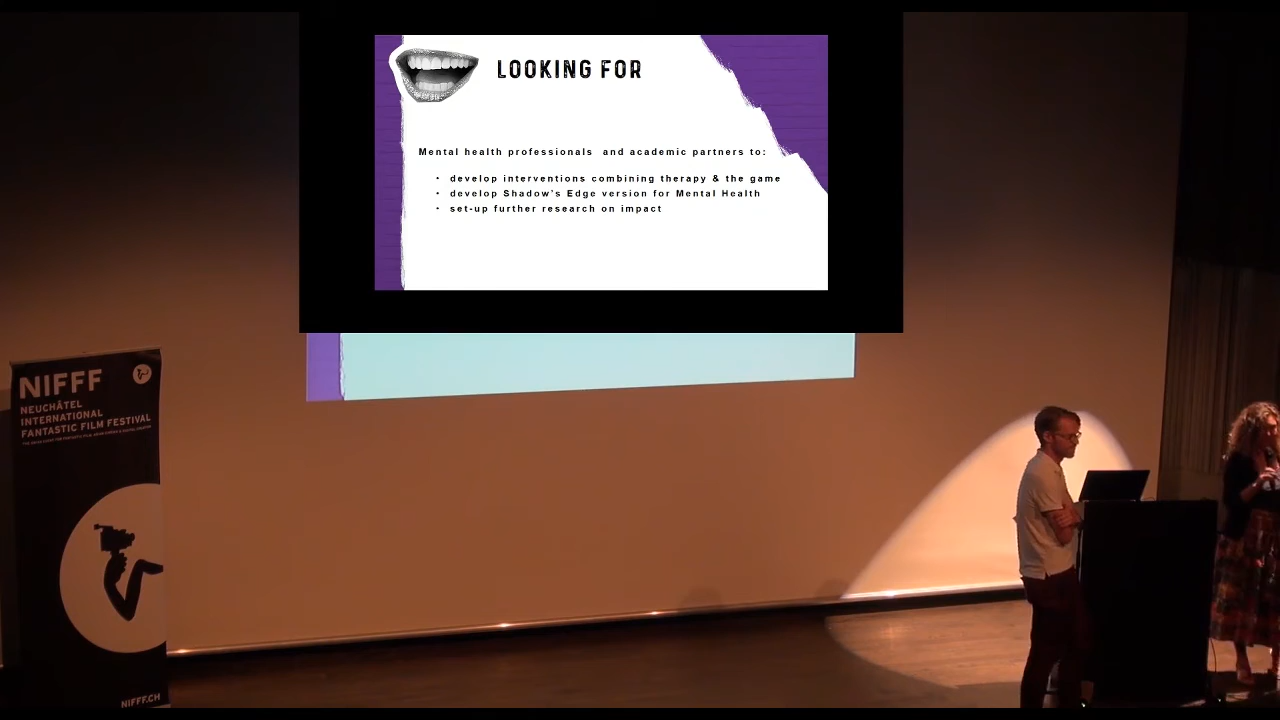 LOOKING FOR
Mental health professionals and academic partners to:
• develop interventions combining therapy & the game
• develop Shadow's Edge version for Mental Health
• set-up further research on impact
NIFFF
NEUCHÂTEL
INTERNATIONAL
FANTASTIC FILM FESTIVAL
NIFFF.CH